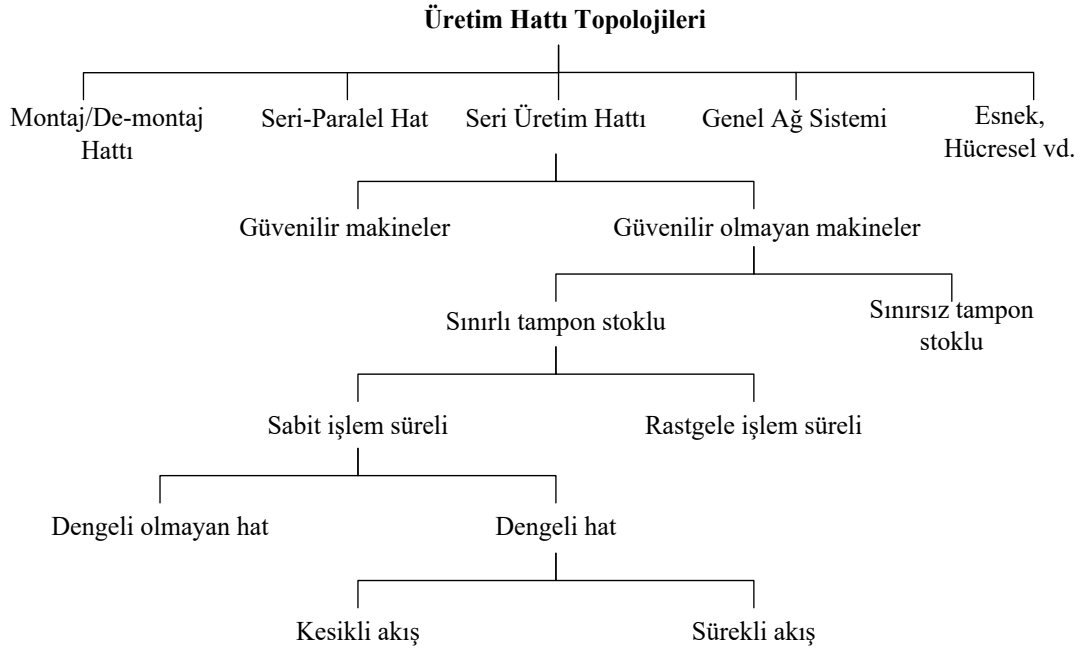 Üretim Hattı Topolojileri
Montaj/De-montaj
Hattı
Seri-Paralel Hat
Seri Üretim Hattı
Genel Ağ Sistemi
Esnek,
Hücresel vd.
Güvenilir makineler
Güvenilir olmayan makineler
Sınırlı tampon stoklu
Sınırsız tampon
stoklu
Sabit işlem süreli
Rastgele işlem süreli
Dengeli olmayan hat
Dengeli hat
Kesikli akış
Sürekli akış